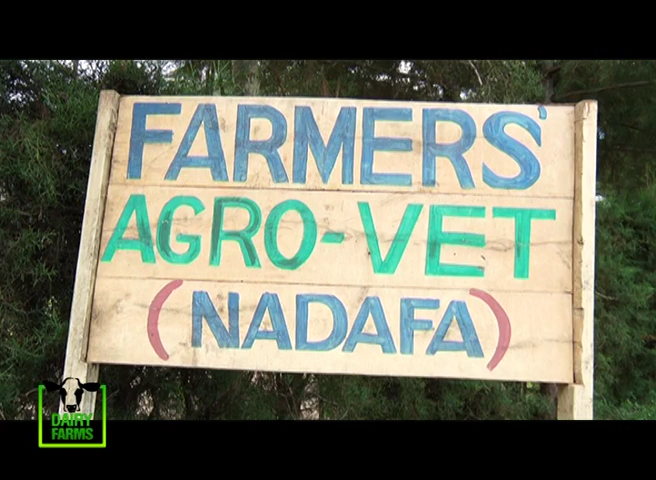 FARMERS'
AGRO-VET
(NADAFA)
DAIRY
FARMS